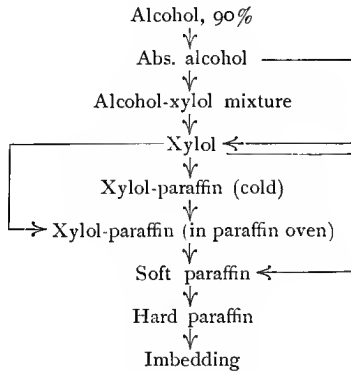 Alcohol, 90%
Abs. alcohol
Alcohol-xylol mixture
Xylol
Xylol-paraffin (cold)
Xylol-paraffin (in paraffin oven)
Soft paraffin
Hard paraffin
Imbedding